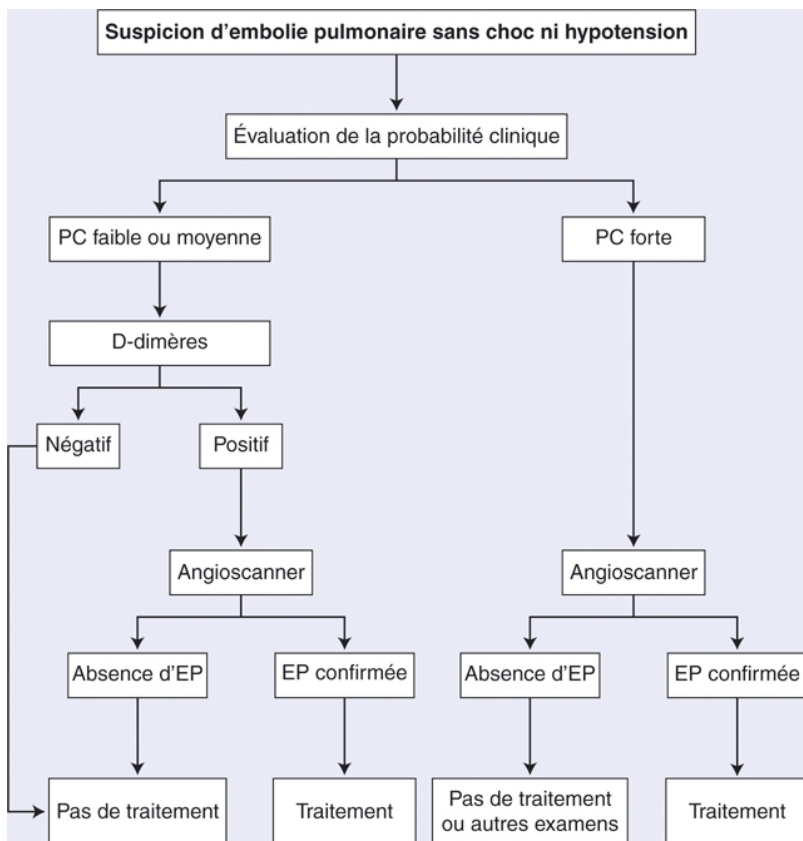 Suspicion d'embolie pulmonaire sans choc ni hypotension
Évaluation de la probabilité clinique
PC faible ou moyenne
PC forte
D-dimères
Négatif
Positif
Angioscanner
Angioscanner
Absence d'EP
EP confirmée
Absence d'EP
EP confirmée
Pas de traitement
Traitement
Pas de traitement
ou autres examens
Traitement